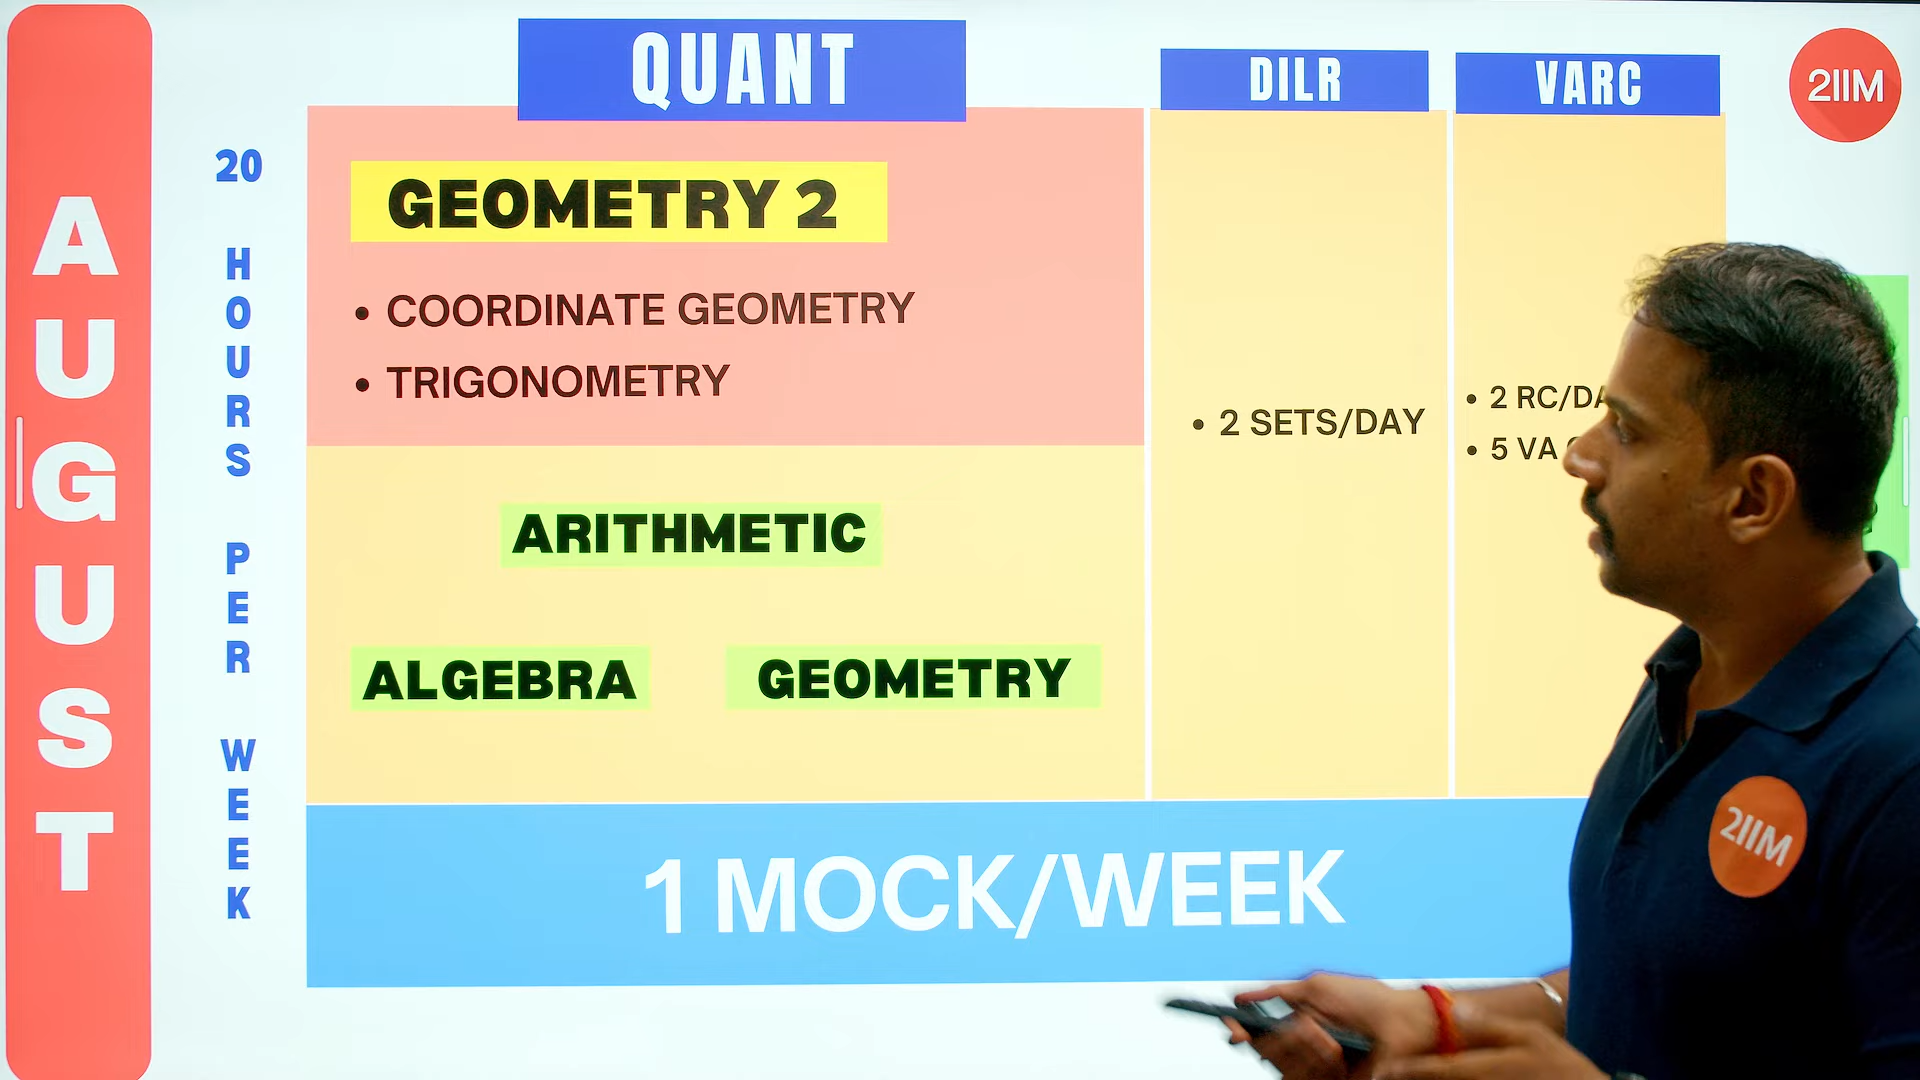 AUGUST
20 HOURS PER WEEK
QUANT
GEOMETRY 2
• COORDINATE GEOMETRY
• TRIGONOMETRY
ARITHMETIC
ALGEBRA
GEOMETRY
DILR
• 2 SETS/DAY
VARC
• 2 RC/
• 5 VA
1 MOCK/WEEK
2IIM
2IIM